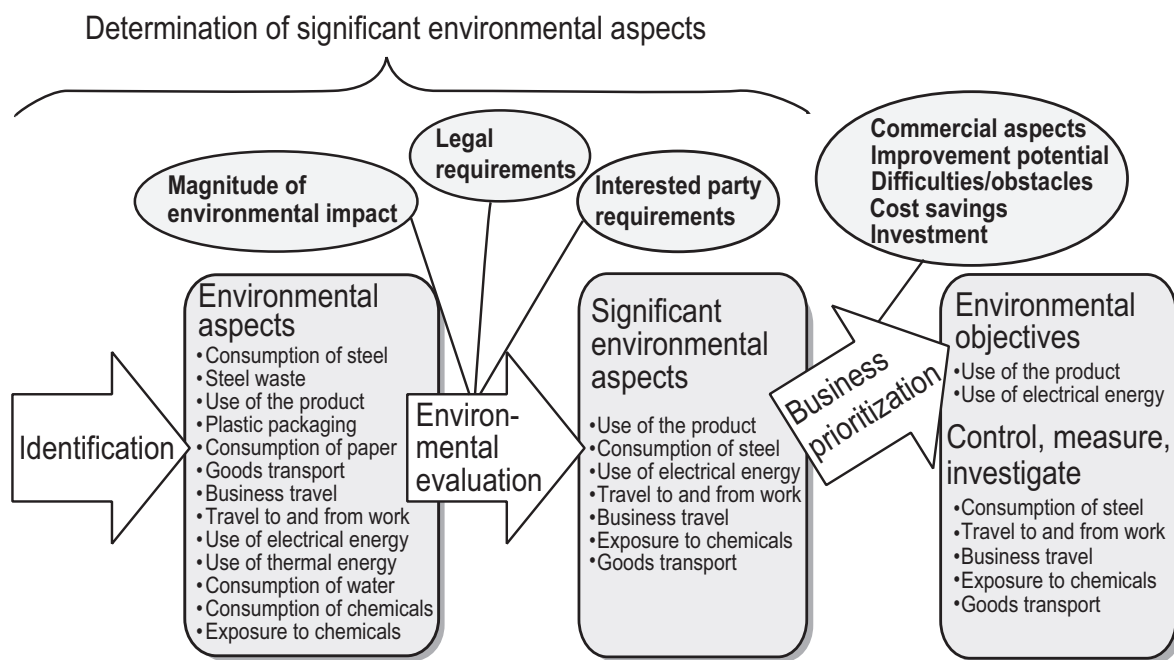 Determination of significant environmental aspects
Magnitude of
environmental impact
Legal
requirements
Interested party
requirements
Commercial aspects
Improvement potential
Difficulties/obstacles
Cost savings
Investment
Identification
Environmental
aspects
•Consumption of steel
•Steel waste
•Use of the product
•Plastic packaging
•Consumption of paper
•Goods transport
•Business travel
•Travel to and from work
•Use of electrical energy
•Use of thermal energy
•Consumption of water
•Consumption of chemicals
•Exposure to chemicals
Environ-
mental
evaluation
Significant
environmental
aspects
•Use of the product
•Consumption of steel
•Use of electrical energy
•Travel to and from work
•Business travel
•Exposure to chemicals
•Goods transport
Business
prioritization
Environmental
objectives
•Use of the product
•Use of electrical energy
Control, measure,
investigate
•Consumption of steel
•Travel to and from work
•Business travel
•Exposure to chemicals
•Goods transport